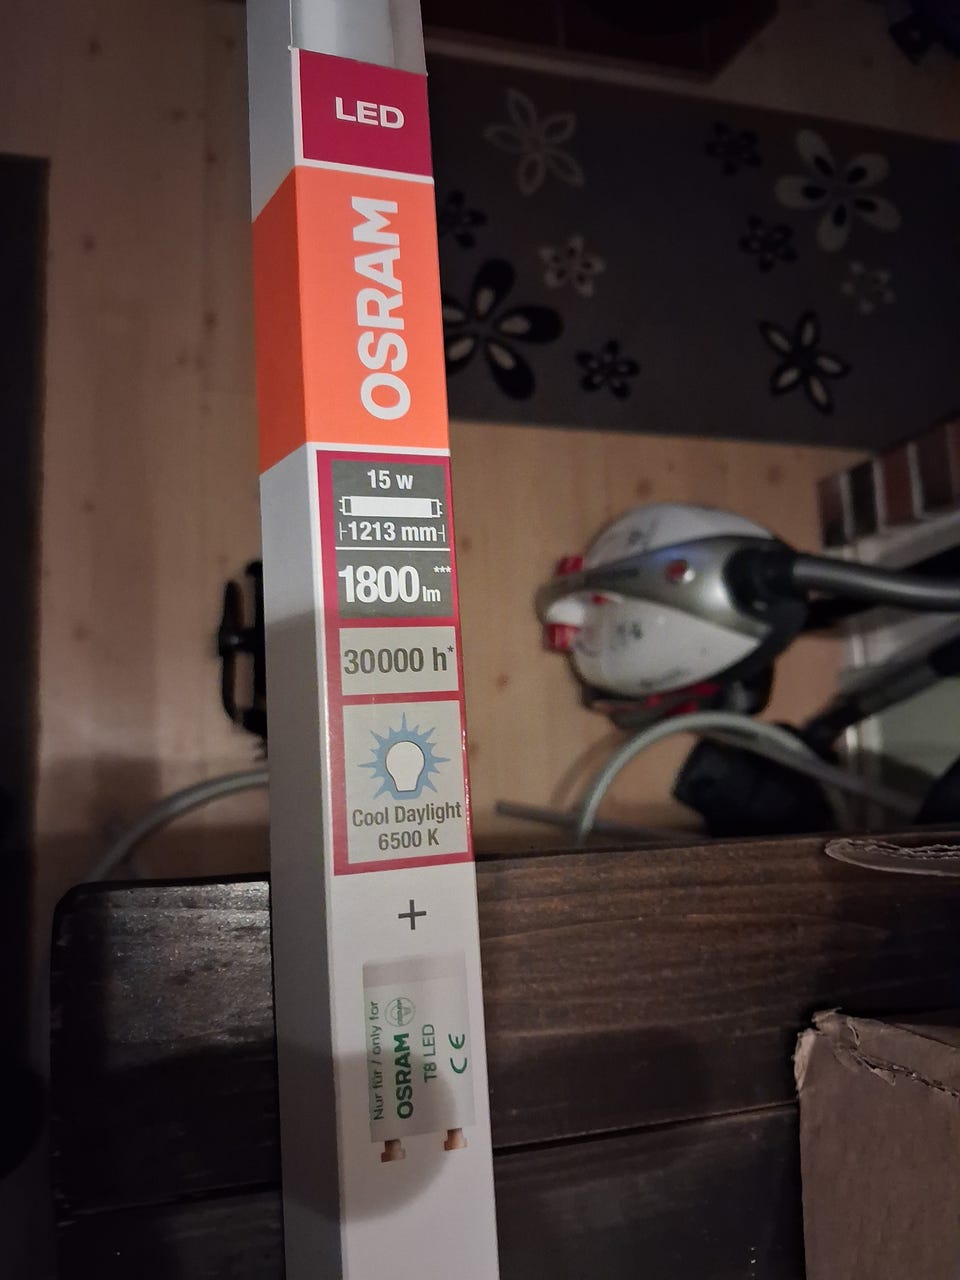 LED
OSRAM
15 W
1213 mm
1800 lm***
30000 h*
Cool Daylight
6500 K
+
Nur für / only for
OSRAM
T8 LED
CE